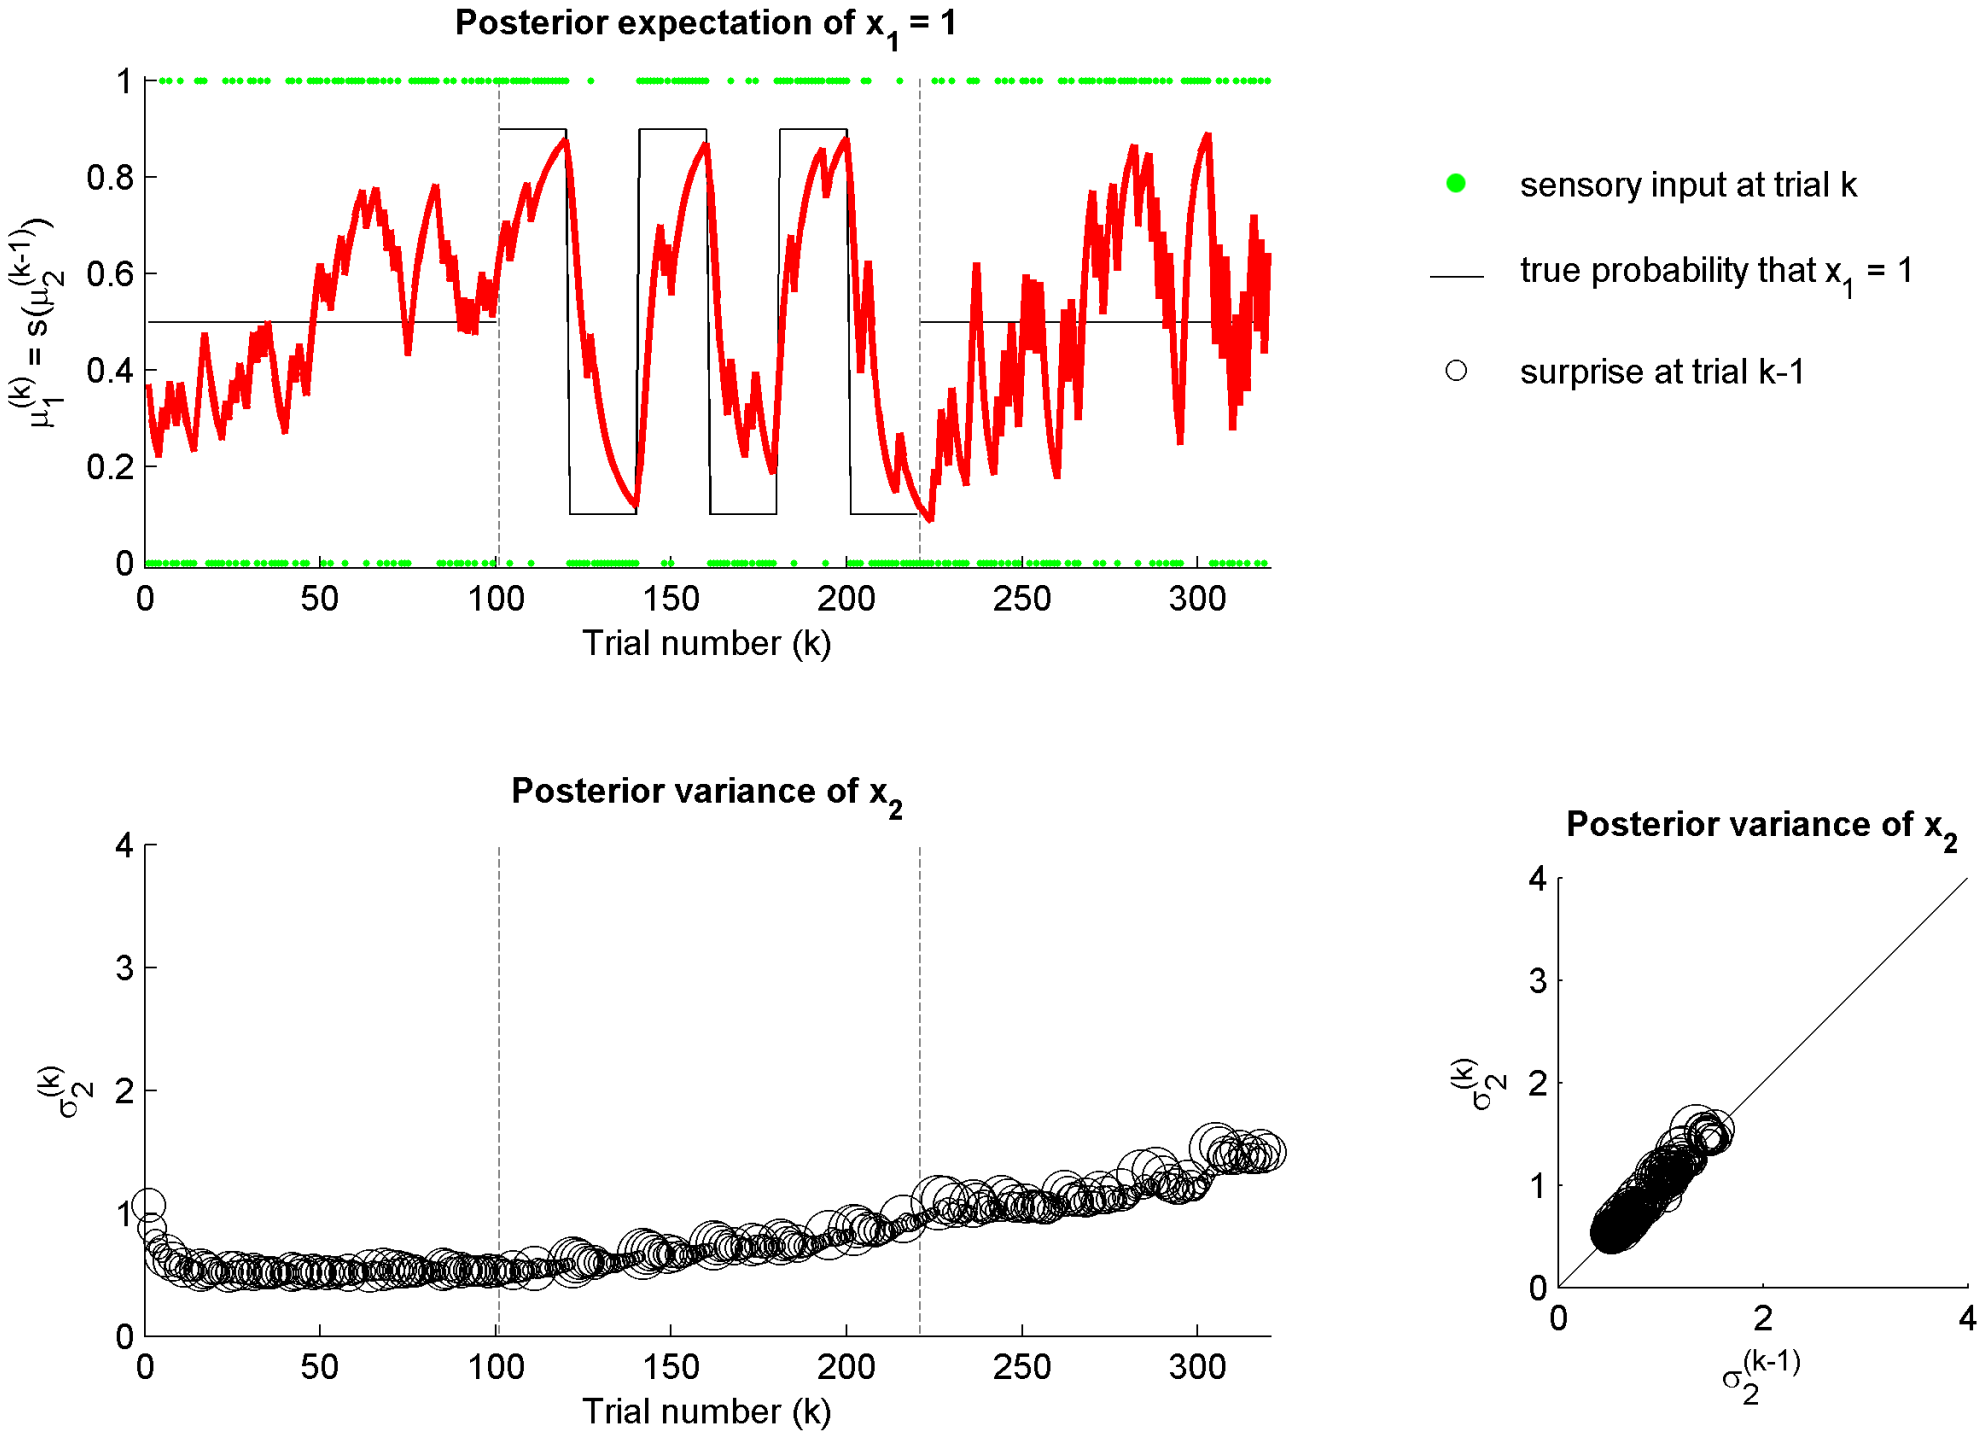 Posterior expectation of x1 = 1
μ1(k) = s(μ2(k-1))
1
0.8
0.6
0.4
0.2
0
0 50 100 150 200 250 300
Trial number (k)
sensory input at trial k
true probability that x1 = 1
surprise at trial k-1
Posterior variance of x2
σ2(k)
4
3
2
1
0
0 50 100 150 200 250 300
Trial number (k)
Posterior variance of x2
σ2(k)
4
3
2
1
0
0 2 4
σ2(k-1)